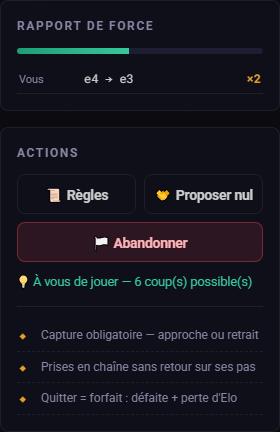 RAPPORT DE FORCE
Vous e4 → e3 ×2
ACTIONS
Règles
Proposer nul
Abandonner
À vous de jouer — 6 coup(s) possible(s)
Capture obligatoire — approche ou retrait
Prises en chaîne sans retour sur ses pas
Quitter = forfait : défaite + perte d'Elo